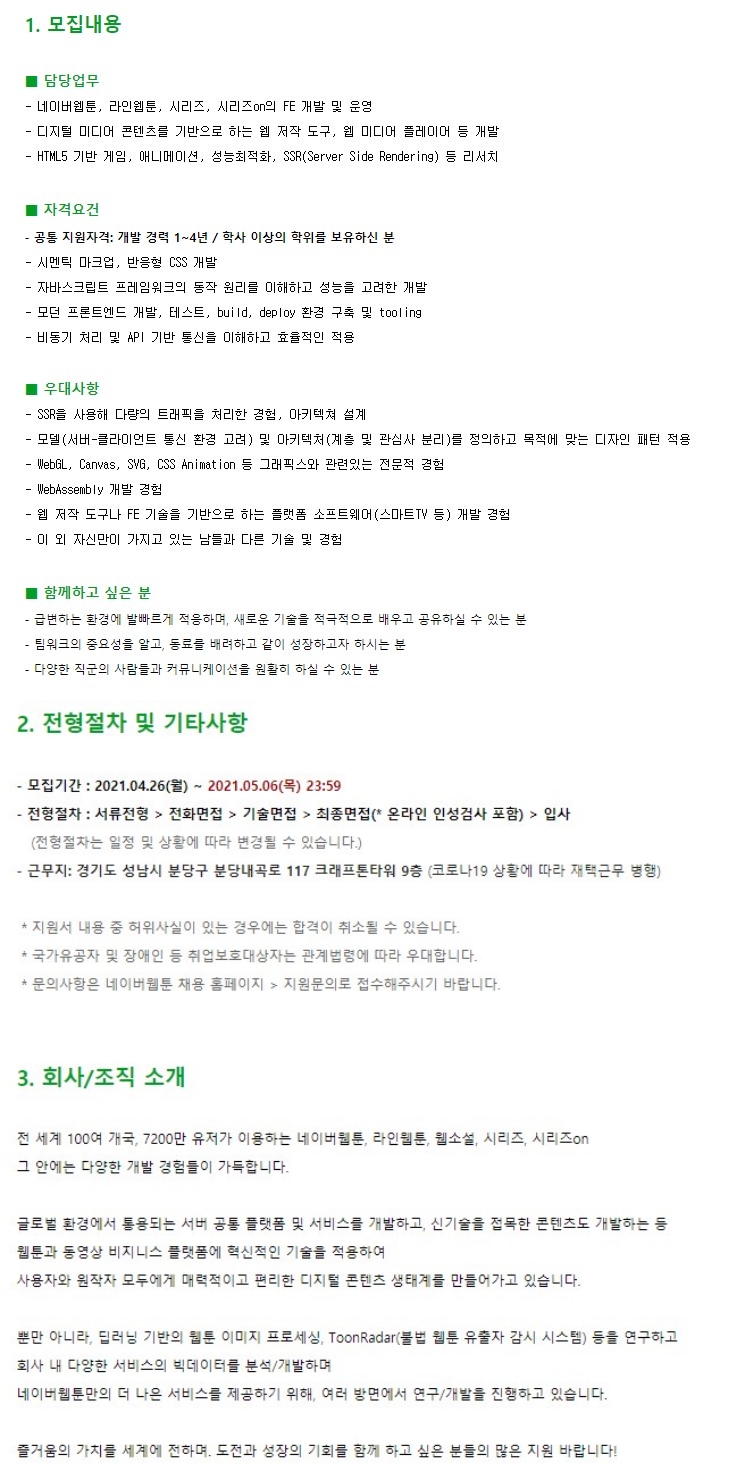 1. 모집내용
■ 담당업무
- 네이버웹툰, 라인웹툰, 시리즈, 시리즈on의 FE 개발 및 운영
- 디지털 미디어 콘텐츠를 기반으로 하는 웹 저작 도구, 웹 미디어 플레이어 등 개발
- HTML5 기반 게임, 애니메이션, 성능최적화, SSR(Server Side Rendering) 등 리서치
■ 자격요건
- 공통 지원자격: 개발 경력 1~4년 / 학사 이상의 학위를 보유하신 분
- 시멘틱 마크업, 반응형 CSS 개발
- 자바스크립트 프레임워크의 동작 원리를 이해하고 성능을 고려한 개발
- 모던 프론트엔드 개발, 테스트, build, deploy 환경 구축 및 tooling
- 비동기 처리 및 API 기반 통신을 이해하고 효율적인 적용
■ 우대사항
- SSR을 사용해 다량의 트래픽을 처리한 경험, 아키텍쳐 설계
- 모델(서버-클라이언트 통신 환경 고려) 및 아키텍처(계층 및 관심사 분리)를 정의하고 목적에 맞는 디자인 패턴 적용
- WebGL, Canvas, SVG, CSS Animation 등 그래픽스와 관련있는 전문적 경험
- WebAssembly 개발 경험
- 웹 저작 도구나 FE 기술을 기반으로 하는 플랫폼 소프트웨어(스마트TV 등) 개발 경험
- 이 외 자신만이 가지고 있는 남들과 다른 기술 및 경험
■ 함께하고 싶은 분
- 급변하는 환경에 발빠르게 적응하며, 새로운 기술을 적극적으로 배우고 공유하실 수 있는 분
- 팀워크의 중요성을 알고, 동료를 배려하고 같이 성장하고자 하시는 분
- 다양한 직군의 사람들과 커뮤니케이션을 원활히 하실 수 있는 분
2. 전형절차 및 기타사항
- 모집기간 : 2021.04.26(월) ~ 2021.05.06(목) 23:59
- 전형절차 : 서류전형 > 전화면접 > 기술면접 > 최종면접(* 온라인 인성검사 포함) > 입사
(전형절차는 일정 및 상황에 따라 변경될 수 있습니다.)
- 근무지: 경기도 성남시 분당구 분당내곡로 117 크래프톤타워 9층 (코로나19 상황에 따라 재택근무 병행)
* 지원서 내용 중 허위사실이 있는 경우에는 합격이 취소될 수 있습니다.
* 국가유공자 및 장애인 등 취업보호대상자는 관계법령에 따라 우대합니다.
* 문의사항은 네이버웹툰 채용 홈페이지 > 지원문의로 접수해주시기 바랍니다.
3. 회사/조직 소개
전 세계 100여 개국, 7200만 유저가 이용하는 네이버웹툰, 라인웹툰, 웹소설, 시리즈, 시리즈on
그 안에는 다양한 개발 경험들이 가득합니다.
글로벌 환경에서 통용되는 서버 공통 플랫폼 및 서비스를 개발하고, 신기술을 접목한 콘텐츠도 개발하는 등
웹툰과 동영상 비지니스 플랫폼에 혁신적인 기술을 적용하여
사용자와 원작자 모두에게 매력적이고 편리한 디지털 콘텐츠 생태계를 만들어가고 있습니다.
뿐만 아니라, 딥러닝 기반의 웹툰 이미지 프로세싱, ToonRadar(불법 웹툰 유출자 감시 시스템) 등을 연구하고
회사 내 다양한 서비스의 빅데이터를 분석/개발하며
네이버웹툰만의 더 나은 서비스를 제공하기 위해, 여러 방면에서 연구/개발을 진행하고 있습니다.
즐거움의 가치를 세계에 전하며. 도전과 성장의 기회를 함께 하고 싶은 분들의 많은 지원 바랍니다!